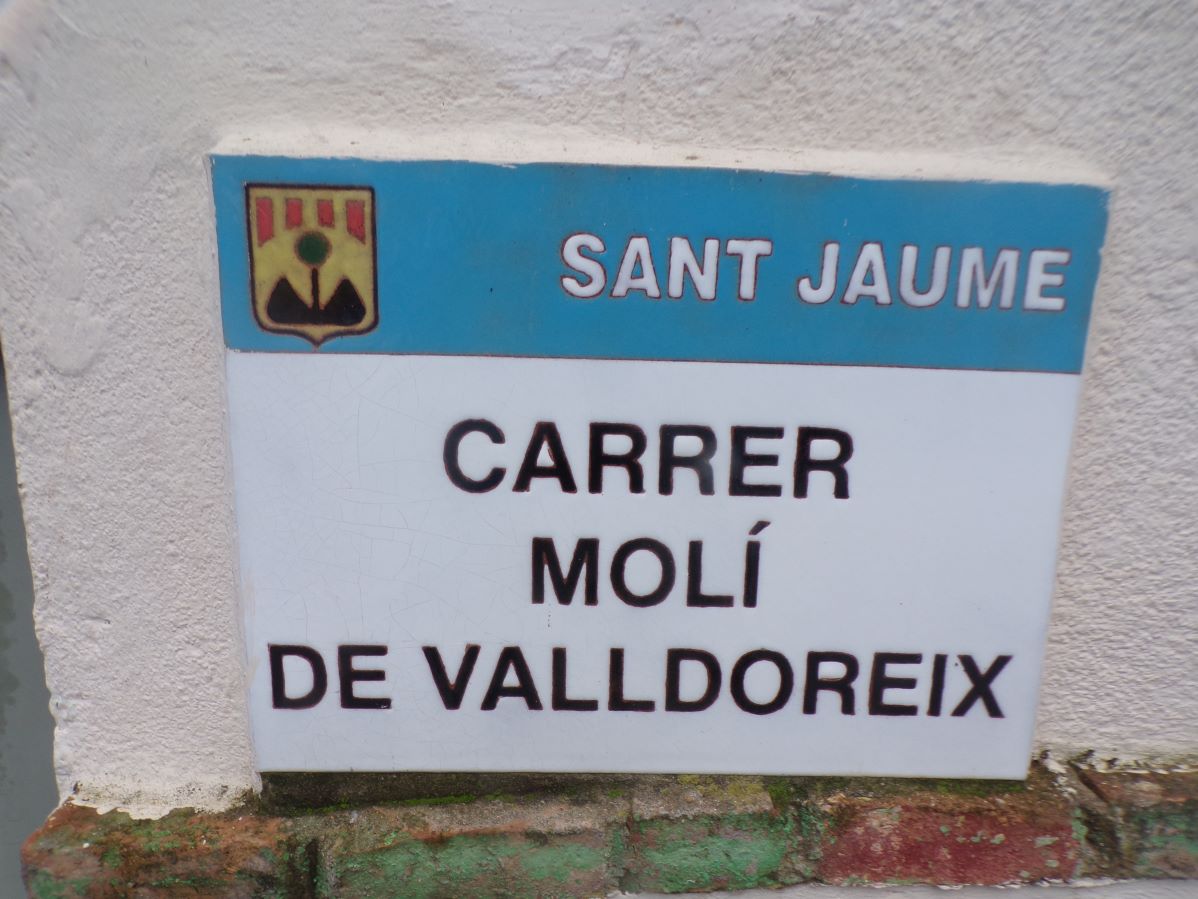 SANT JAUME
CARRER
MOLÍ
DE VALLDOREIX